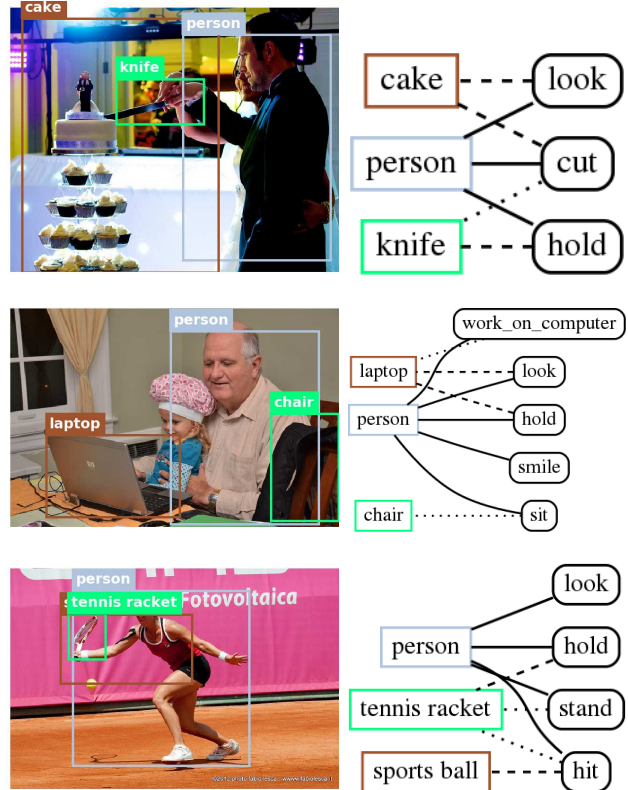 cake
person
knife
cake
look
person
cut
knife
hold
person
chair
laptop
hp
work_on_computer
laptop
look
person
hold
smile
chair
sit
person
tennis racket
Fotovoltaica
look
person
hold
tennis racket
stand
sports ball
hit